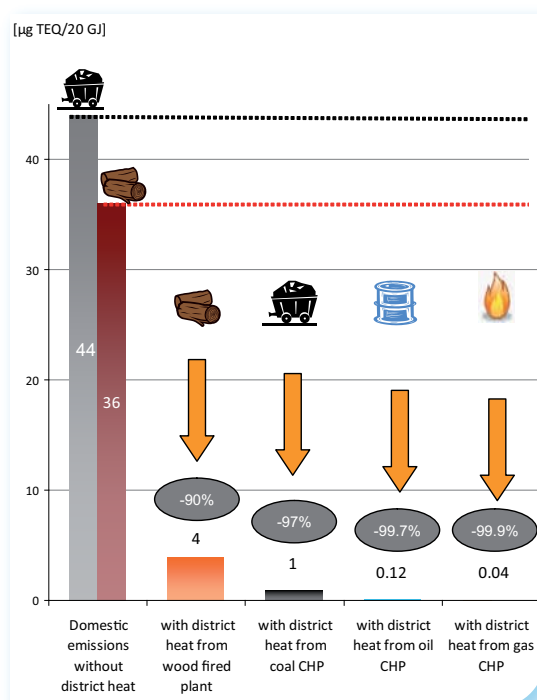 [µg TEQ/20 GJ]
40
30
44
36
20
10
-90%
-97%
-99.7%
-99.9%
4
1
0.12
0.04
0
Domestic
emissions
without
district heat
with district
heat from
wood fired
plant
with district
heat from
coal CHP
with district
heat from oil
CHP
with district
heat from gas
CHP